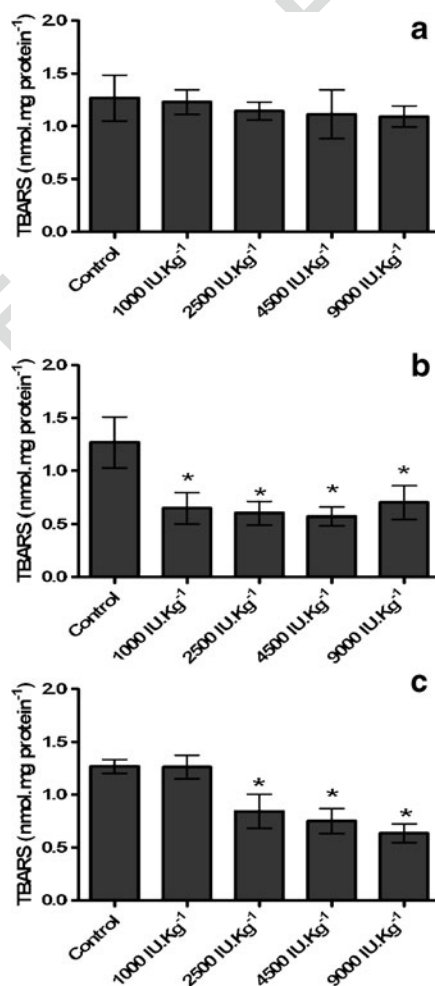 a
TBARS (nmol.mg protein-1)
2.0
1.5
1.0
0.5
0.0
Control
1000 IU.Kg-1
2500 IU.Kg-1
4500 IU.Kg-1
9000 IU.Kg-1
b
TBARS (nmol.mg protein-1)
2.0
1.5
1.0
0.5
0.0
* * * *
Control
1000 IU.Kg-1
2500 IU.Kg-1
4500 IU.Kg-1
9000 IU.Kg-1
c
TBARS (nmol.mg protein-1)
2.0
1.5
1.0
0.5
0.0
* * *
Control
1000 IU.Kg-1
2500 IU.Kg-1
4500 IU.Kg-1
9000 IU.Kg-1